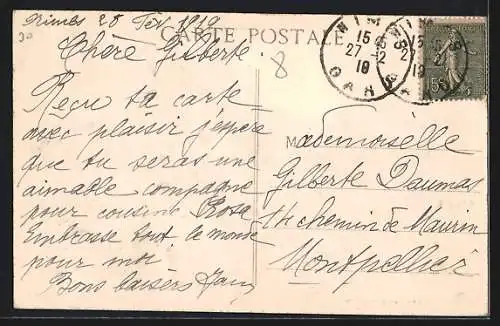 Nimes 28 Fév 1919
CARTE POSTALE
NIMES
15
27-2
19
GARD
Chère Gilberte.
8
Reçu ta carte
avec plaisir j'espère
que tu seras une
aimable compagne
pour cousine Rose
Embrasse tout le monde
pour moi.
Bons baisers
Mademoiselle
Gilberte Daumas
14 chemin de Maurin
Montpellier